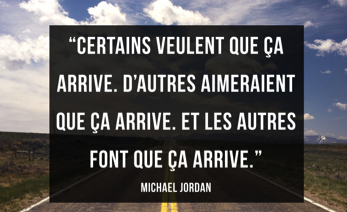 “CERTAINS VEULENT QUE ÇA
ARRIVE. D’AUTRES AIMERAIENT
QUE ÇA ARRIVE. ET LES AUTRES
FONT QUE ÇA ARRIVE.”
MICHAEL JORDAN